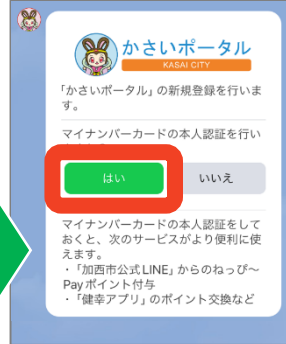 かさいポータル
KASAI CITY
「かさいポータル」の新規登録を行いま
す。
マイナンバーカードの本人認証を行い
はい
いいえ
マイナンバーカードの本人認証をして
おくと、次のサービスがより便利に使
えます。
・「加西市公式LINE」からのねっぴ〜
Payポイント付与
・「健幸アプリ」のポイント交換など